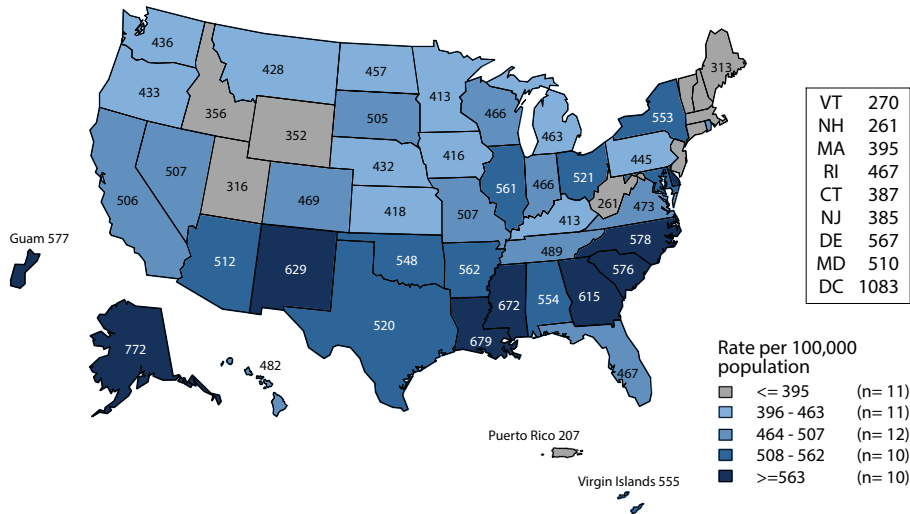 436
428
457
413
433
356
352
505
466
463
313
553
VT 270
NH 261
MA 395
RI 467
CT 387
NJ 385
DE 567
MD 510
DC 1083
507
506
316
469
432
416
418
507
561
466
521
445
261
473
413
489
578
576
512
629
548
562
520
679
672
554
615
467
Guam 577
772
482
Puerto Rico 207
Virgin Islands 555
Rate per 100,000
population
<= 395 (n= 11)
396 - 463 (n= 11)
464 - 507 (n= 12)
508 - 562 (n= 10)
>=563 (n= 10)